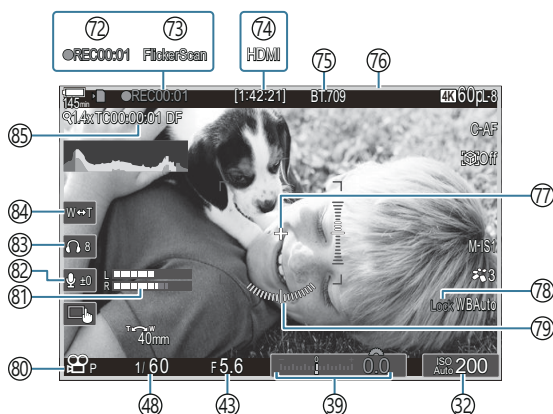 72 73 74 75 76
●REC00:01 FlickerScan HDMI
145min ●REC00:01 [1:42:21] BT.709 4K 60p L-8
1.4x TC00:00:01 DF
85
C-AF
Off
77
84 W↔T
83 8
M-IS1
82 ±0
3
81 L R
78
Lock WBAuto
79
T W
40mm
80 P 1/60 F5.6 0 0.0 ISO Auto 200
48 43 39 32